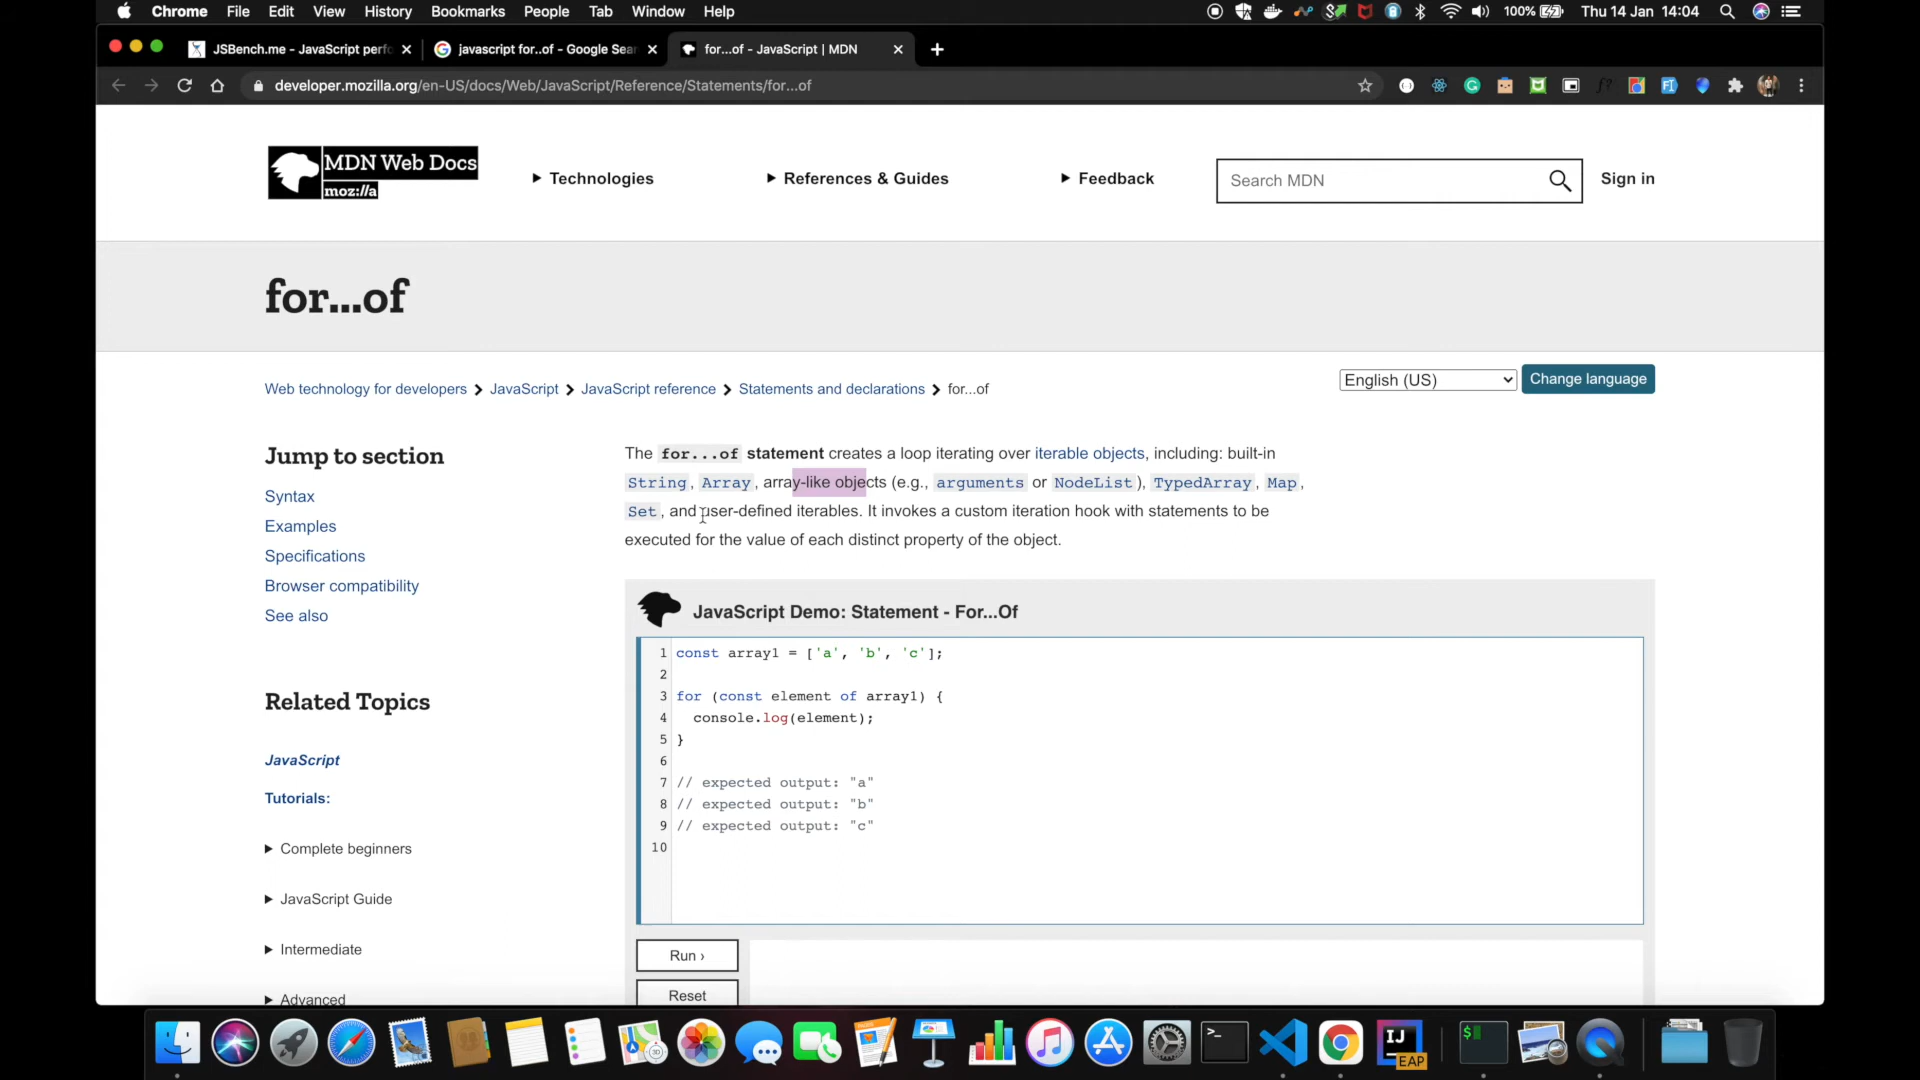 Chrome File Edit View History Bookmarks People Tab Window Help 100% Thu 14 Jan 14:04
JSBench.me - JavaScript perfo
javascript for..of - Google Sear
for...of - JavaScript | MDN
developer.mozilla.org/en-US/docs/Web/JavaScript/Reference/Statements/for...of
MDN Web Docs
moz://a
Technologies
References & Guides
Feedback
Search MDN
Sign in
for...of
Web technology for developers JavaScript JavaScript reference Statements and declarations for...of
English (US)
Change language
Jump to section
Syntax
Examples
Specifications
Browser compatibility
See also
Related Topics
JavaScript
Tutorials:
Complete beginners
JavaScript Guide
Intermediate
Advanced
The for...of statement creates a loop iterating over iterable objects, including: built-in
String, Array, array-like objects (e.g., arguments or NodeList), TypedArray, Map,
Set, and user-defined iterables. It invokes a custom iteration hook with statements to be
executed for the value of each distinct property of the object.
JavaScript Demo: Statement - For...Of
1 const array1 = ['a', 'b', 'c'];
2
3 for (const element of array1) {
4 console.log(element);
5 }
6
7 // expected output: "a"
8 // expected output: "b"
9 // expected output: "c"
10
Run ›
Reset
IJ
EAP